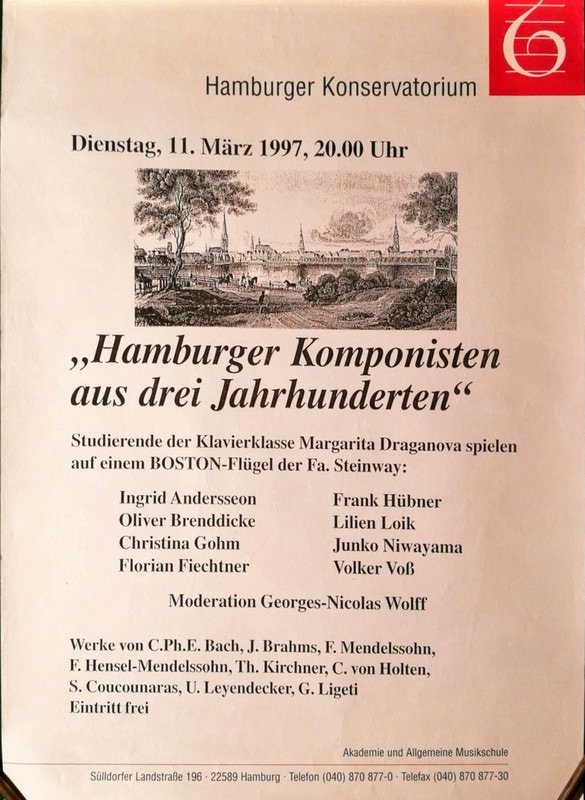 Hamburger Konservatorium
Dienstag, 11. März 1997, 20.00 Uhr
„Hamburger Komponisten
aus drei Jahrhunderten“
Studierende der Klavierklasse Margarita Draganova spielen
auf einem BOSTON-Flügel der Fa. Steinway:
Ingrid Andersseon
Oliver Brenddicke
Christina Gohm
Florian Fiechtner
Frank Hübner
Lilien Loik
Junko Niwayama
Volker Voß
Moderation Georges-Nicolas Wolff
Werke von C.Ph.E. Bach, J. Brahms, F. Mendelssohn,
F. Hensel-Mendelssohn, Th. Kirchner, C. von Holten,
S. Coucounaras, U. Leyendecker, G. Ligeti
Eintritt frei
Akademie und Allgemeine Musikschule
Sülldorfer Landstraße 196 · 22589 Hamburg · Telefon (040) 870 877-0 · Telefax (040) 870 877-30